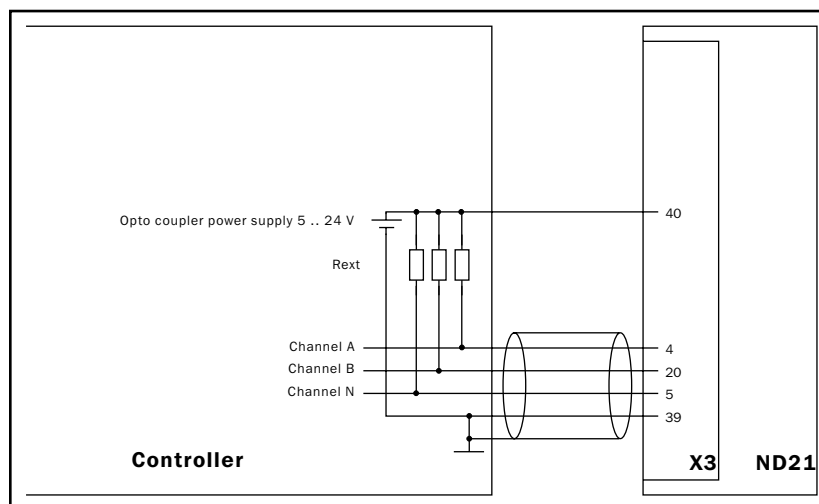 Opto coupler power supply 5 .. 24 V
40
Rext
Channel A
4
Channel B
20
Channel N
5
39
Controller
X3
ND21